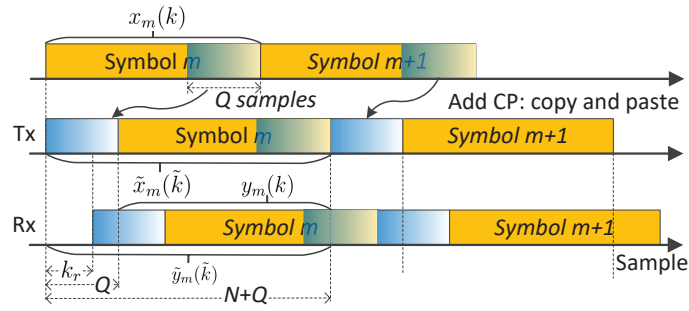 x_m(k)
Symbol m
Symbol m+1
Q samples
Add CP: copy and paste
Tx
Symbol m
Symbol m+1
x̃_m(k̃)
y_m(k)
Rx
Symbol m
Symbol m+1
Sample
k_r
Q
ỹ_m(k̃)
N+Q